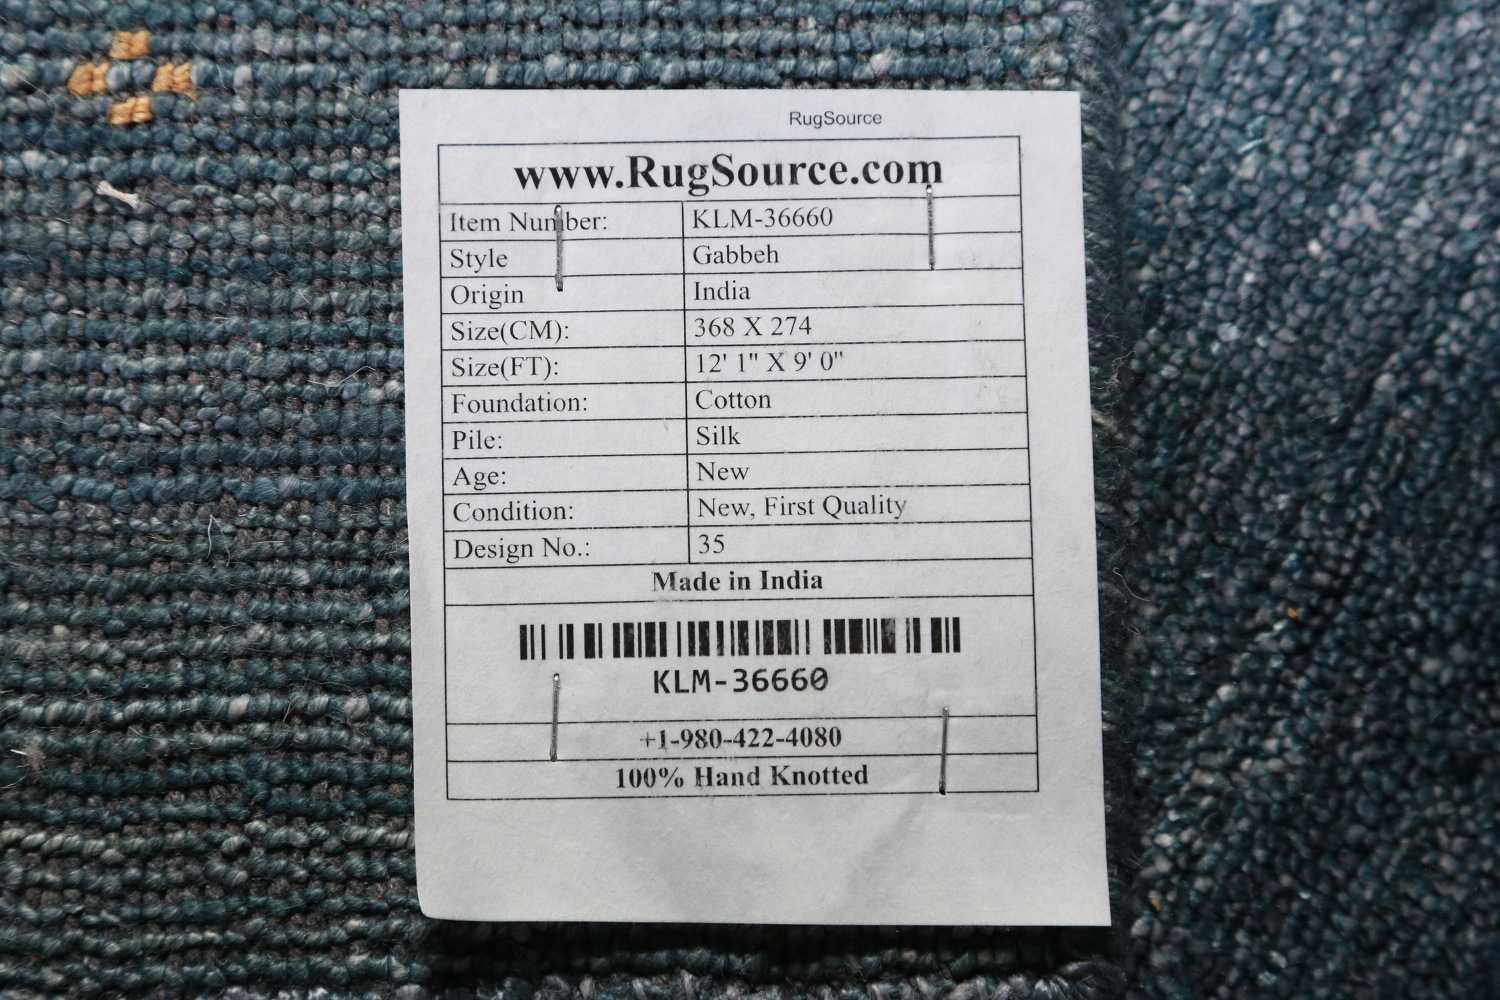 RugSource
www.RugSource.com
Item Number: KLM-36660
Style Gabbeh
Origin India
Size(CM): 368 X 274
Size(FT): 12' 1" X 9' 0"
Foundation: Cotton
Pile: Silk
Age: New
Condition: New, First Quality
Design No.: 35
Made in India
KLM-36660
+1-980-422-4080
100% Hand Knotted